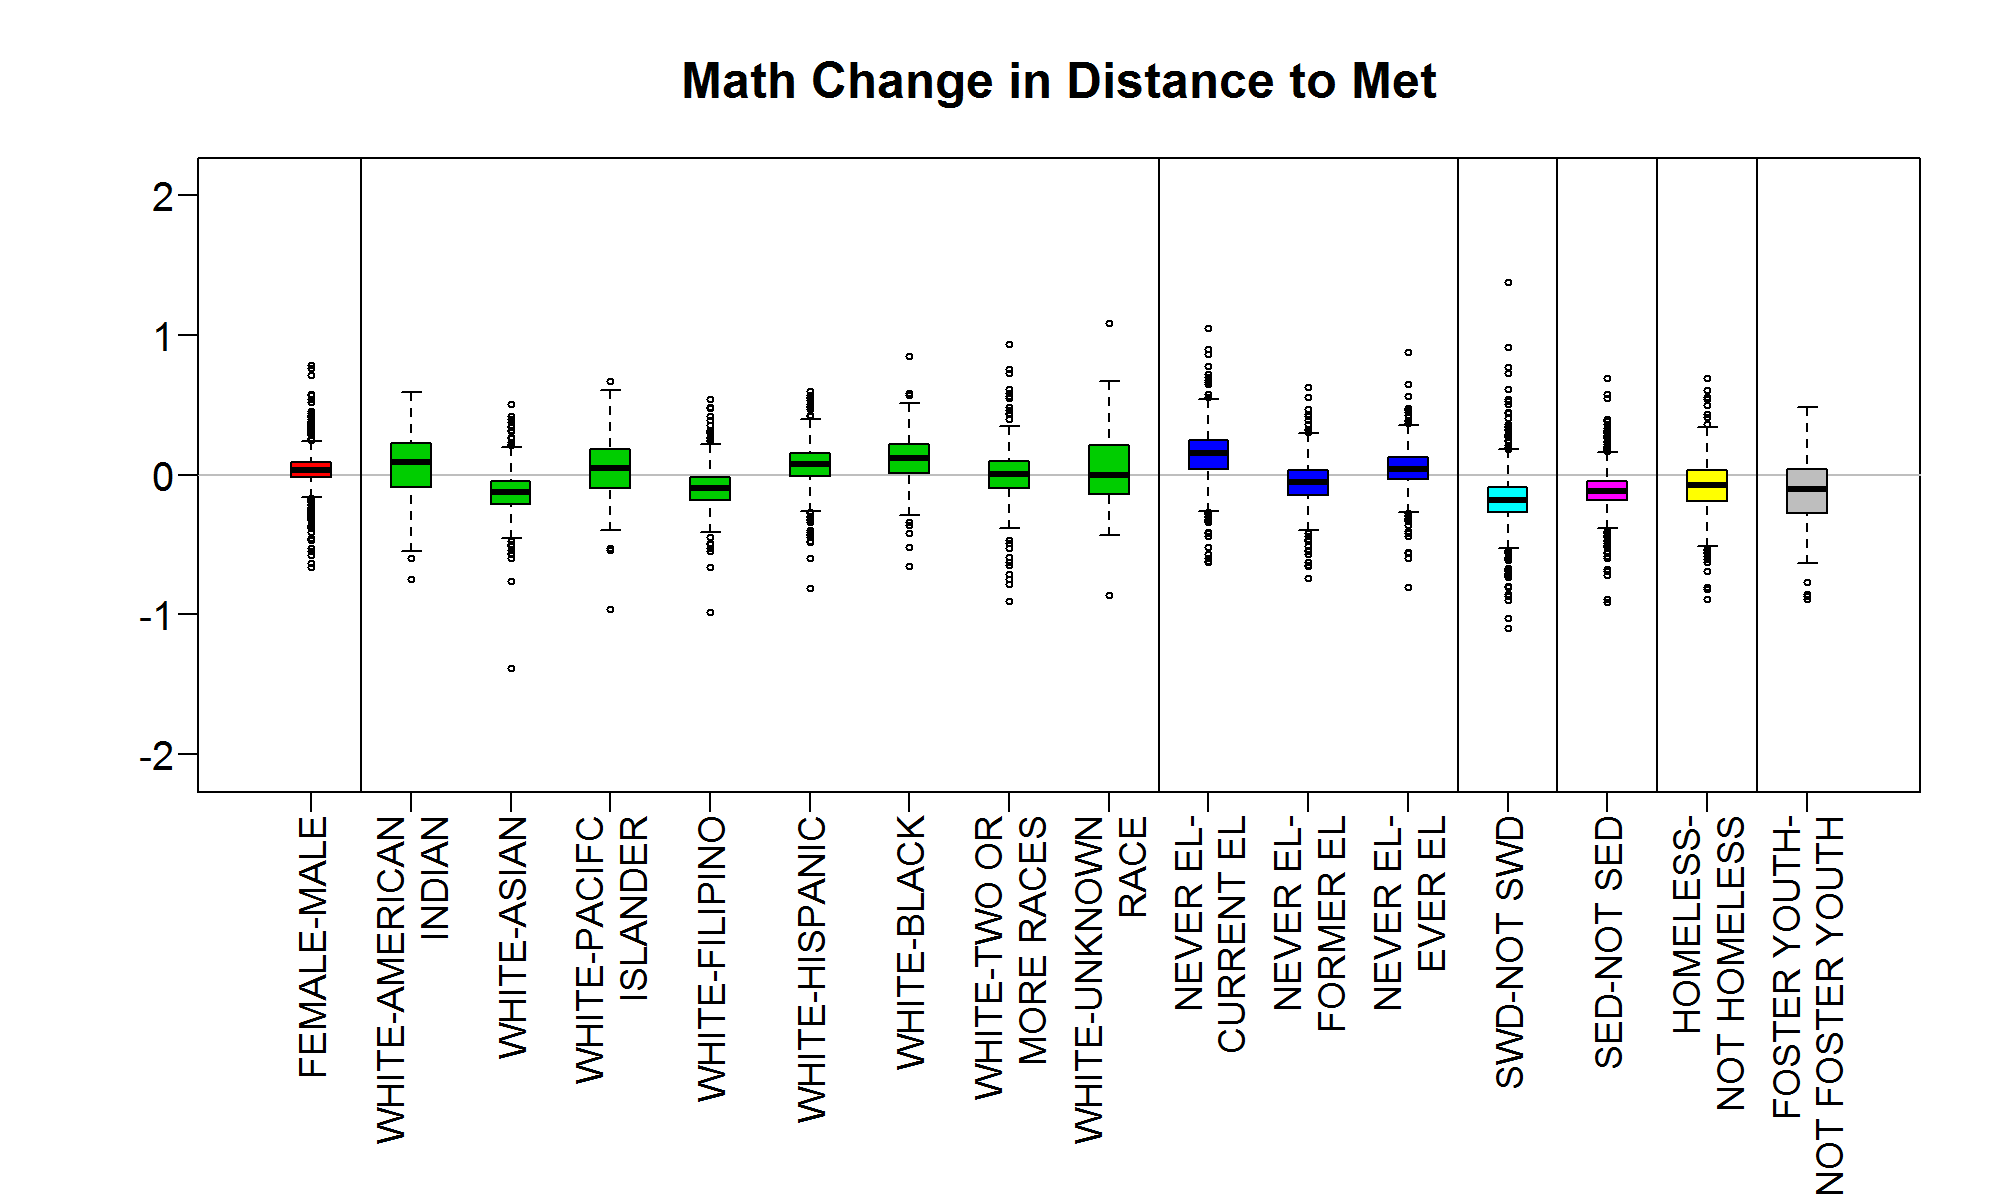 Math Change in Distance to Met
2
1
0
-1
-2
FEMALE-MALE
WHITE-AMERICAN
INDIAN
WHITE-ASIAN
WHITE-PACIFC
ISLANDER
WHITE-FILIPINO
WHITE-HISPANIC
WHITE-BLACK
WHITE-TWO OR
MORE RACES
WHITE-UNKNOWN
RACE
NEVER EL-
CURRENT EL
NEVER EL-
FORMER EL
NEVER EL-
EVER EL
SWD-NOT SWD
SED-NOT SED
HOMELESS-
NOT HOMELESS
FOSTER YOUTH-
NOT FOSTER YOUTH